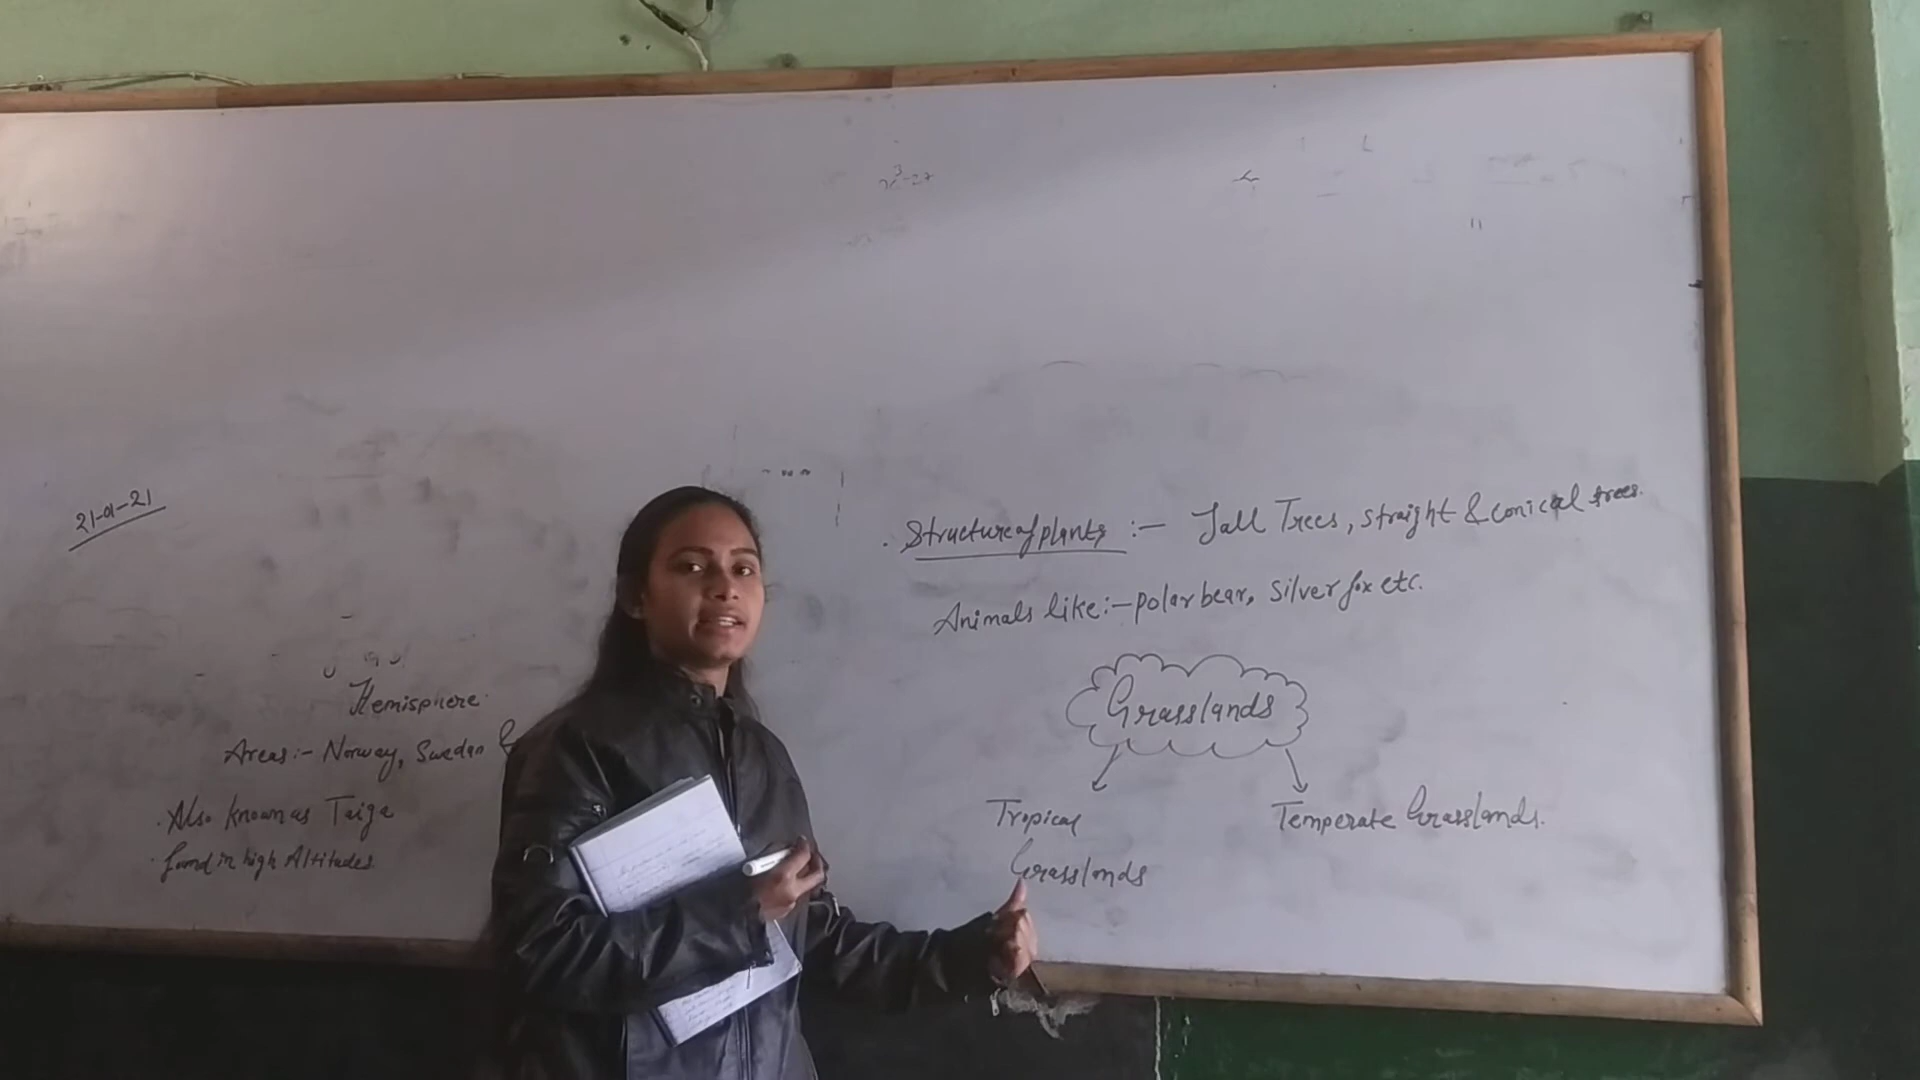 21-01-21
Hemisphere
Areas:- Norway, Swedan &
. Also known as Taiga
. found in high Altitudes.
. Structure of plants :- Tall Trees, straight & conical trees.
Animals like:- polar bear, Silver fox etc.
Grasslands
Tropical
Grasslands
Temperate Grasslands.